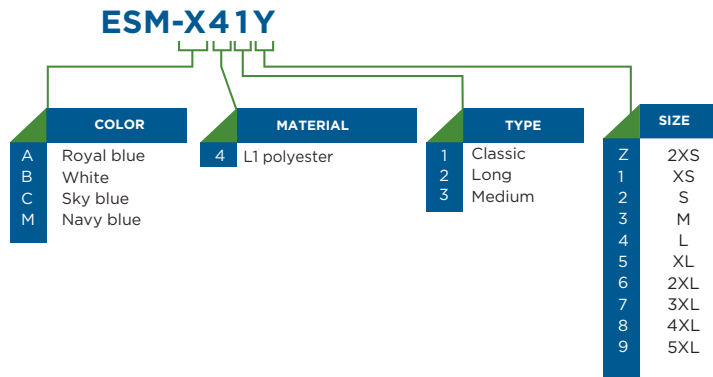 ESM-X41Y
COLOR
A Royal blue
B White
C Sky blue
M Navy blue
MATERIAL
4 L1 polyester
TYPE
1 Classic
2 Long
3 Medium
SIZE
Z 2XS
1 XS
2 S
3 M
4 L
5 XL
6 2XL
7 3XL
8 4XL
9 5XL